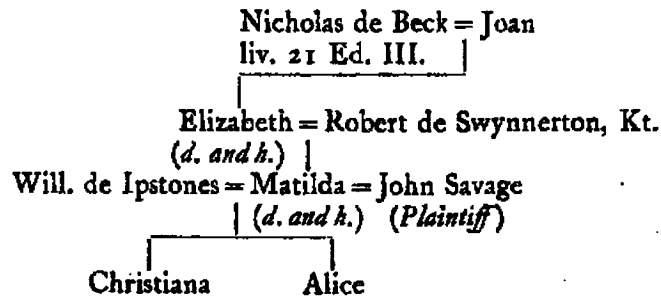 Nicholas de Beck = Joan
liv. 21 Ed. III.
Elizabeth = Robert de Swynnerton, Kt.
(d. and h.)
Will. de Ipstones = Matilda = John Savage
(d. and h.) (Plaintiff)
Christiana Alice